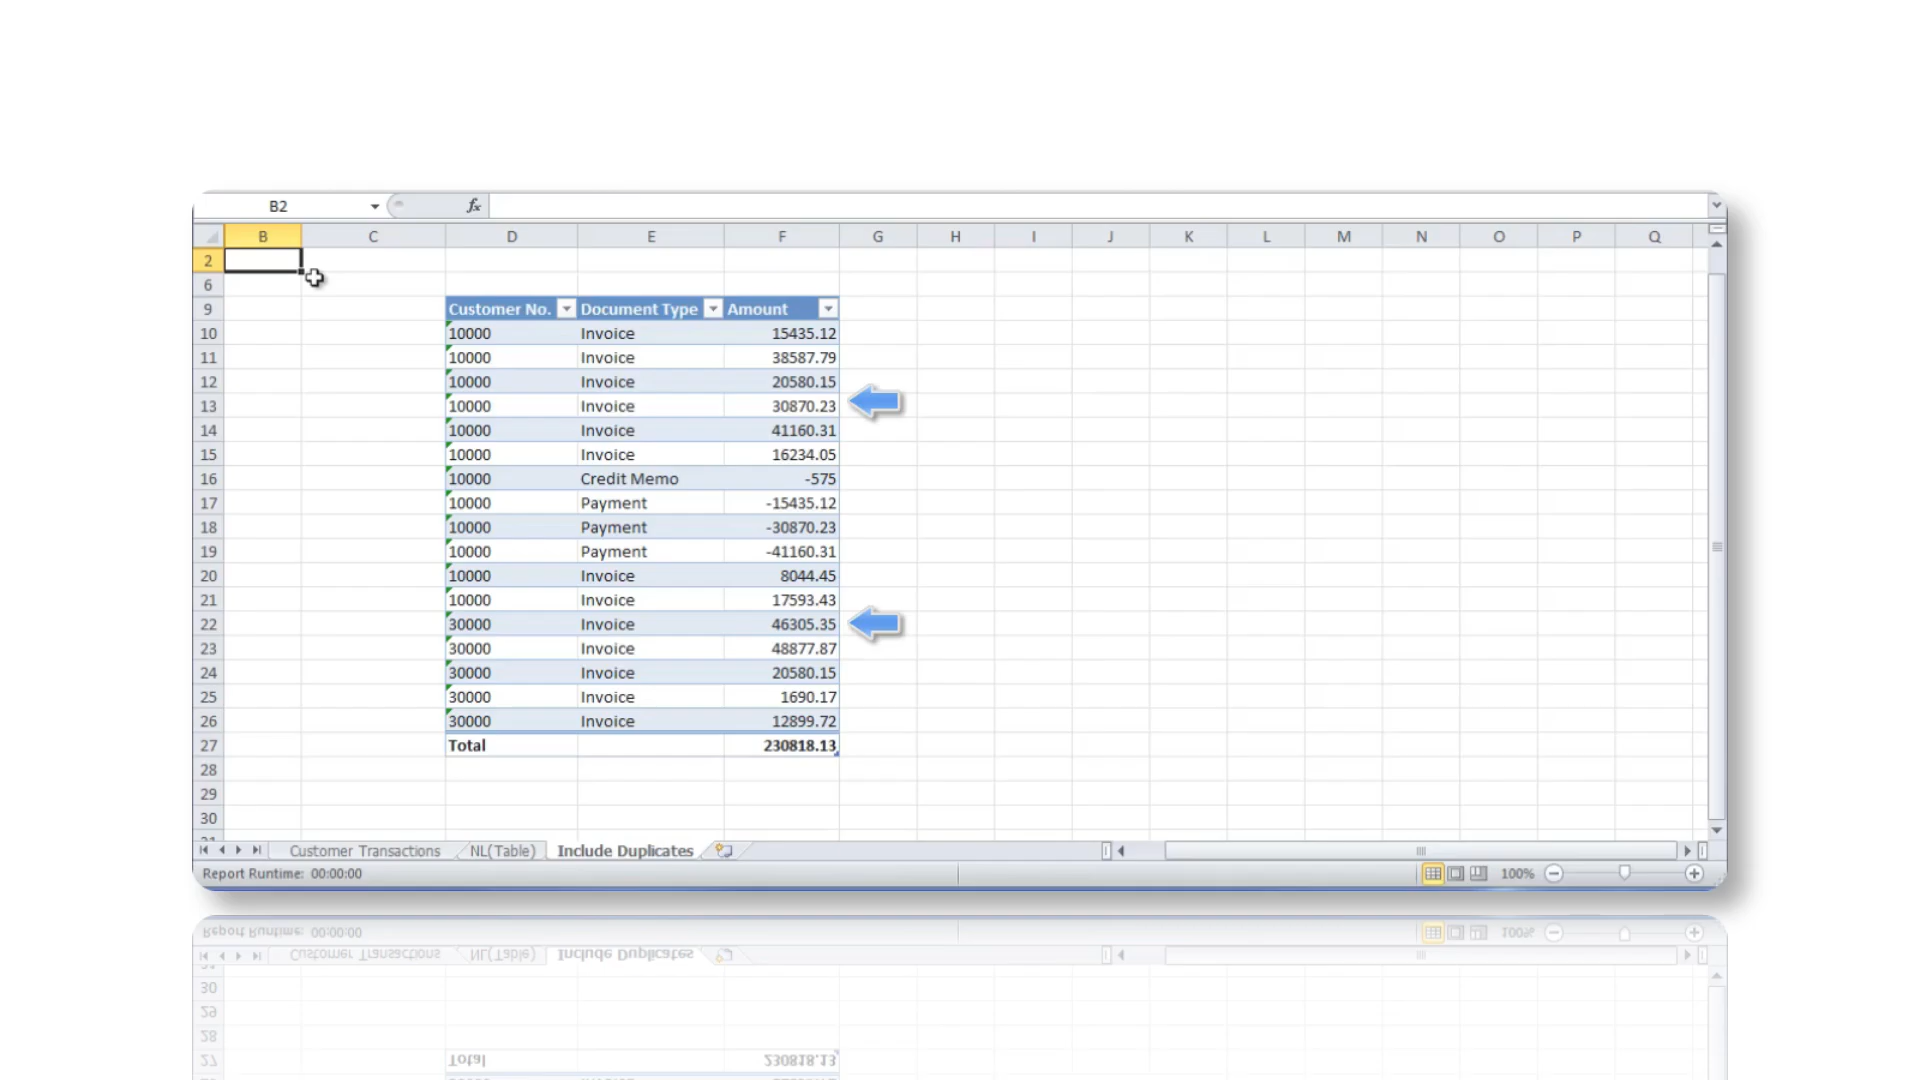 B2 fx
B C D E F G H I J K L M N O P Q
2
6
9 Customer No. Document Type Amount
10 10000 Invoice 15435.12
11 10000 Invoice 38587.79
12 10000 Invoice 20580.15
13 10000 Invoice 30870.23
14 10000 Invoice 41160.31
15 10000 Invoice 16234.05
16 10000 Credit Memo -575
17 10000 Payment -15435.12
18 10000 Payment -30870.23
19 10000 Payment -41160.31
20 10000 Invoice 8044.45
21 10000 Invoice 17593.43
22 30000 Invoice 46305.35
23 30000 Invoice 48877.87
24 30000 Invoice 20580.15
25 30000 Invoice 1690.17
26 30000 Invoice 12899.72
27 Total 230818.13
28
29
30
Customer Transactions NL(Table) Include Duplicates
Report Runtime: 00:00:00 100%